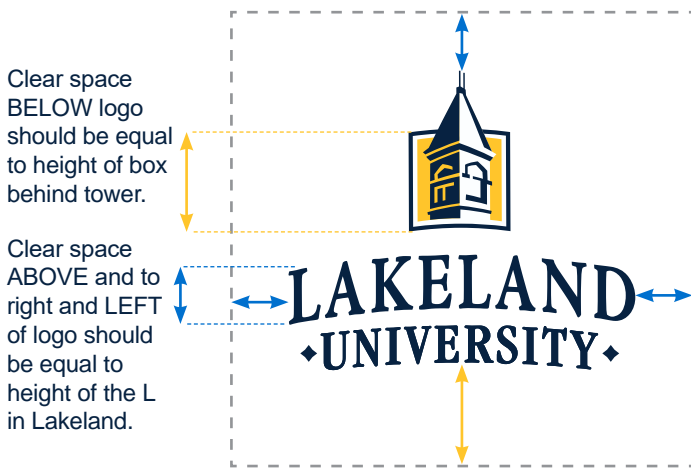 Clear space
BELOW logo
should be equal
to height of box
behind tower.
Clear space
ABOVE and to
right and LEFT
of logo should
be equal to
height of the L
in Lakeland.
LAKELAND
UNIVERSITY